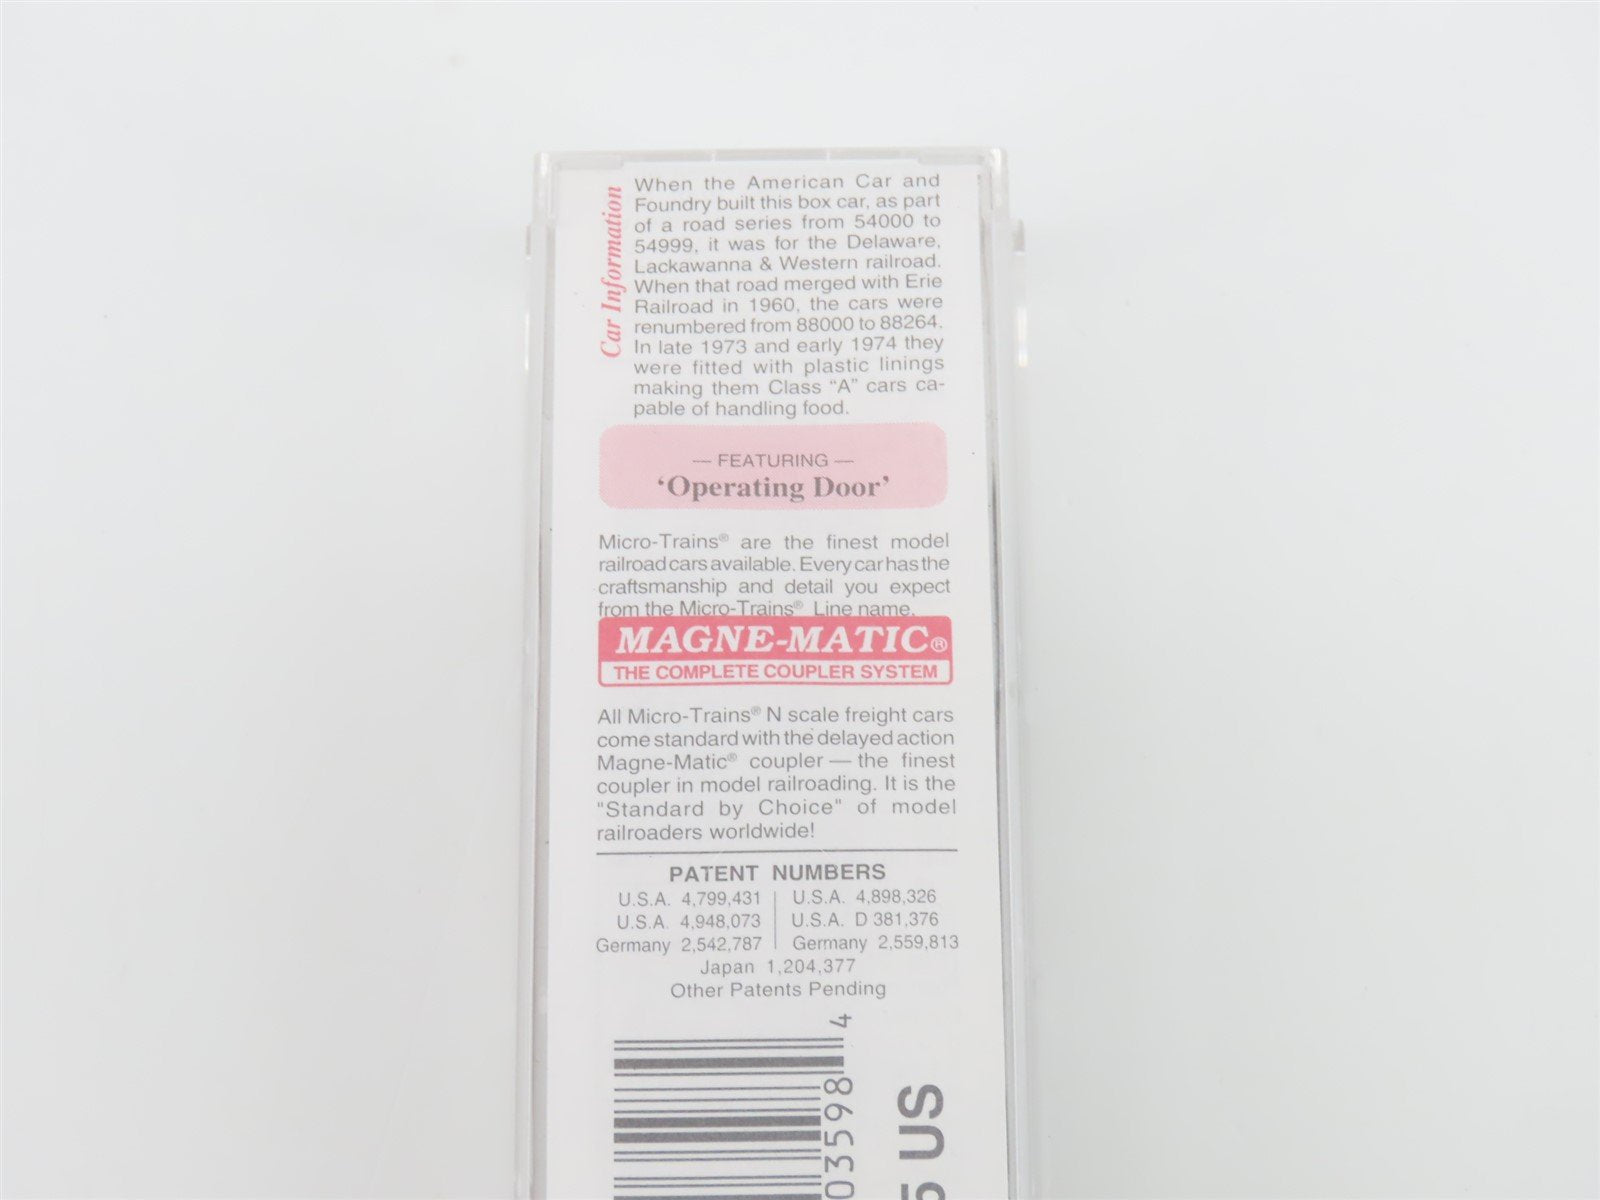 Car Information
When the American Car and
Foundry built this box car, as part
of a road series from 54000 to
54999, it was for the Delaware,
Lackawanna & Western railroad.
When that road merged with Erie
Railroad in 1960, the cars were
renumbered from 88000 to 88264.
In late 1973 and early 1974 they
were fitted with plastic linings
making them Class “A” cars ca-
pable of handling food.
— FEATURING —
‘Operating Door’
Micro-Trains® are the finest model
railroad cars available. Every car has the
craftsmanship and detail you expect
from the Micro-Trains® Line name.
MAGNE-MATIC®
THE COMPLETE COUPLER SYSTEM
All Micro-Trains® N scale freight cars
come standard with the delayed action
Magne-Matic® coupler — the finest
coupler in model railroading. It is the
"Standard by Choice" of model
railroaders worldwide!
PATENT NUMBERS
U.S.A. 4,799,431 U.S.A. 4,898,326
U.S.A. 4,948,073 U.S.A. D 381,376
Germany 2,542,787 Germany 2,559,813
Japan 1,204,377
Other Patents Pending
03598 4
US